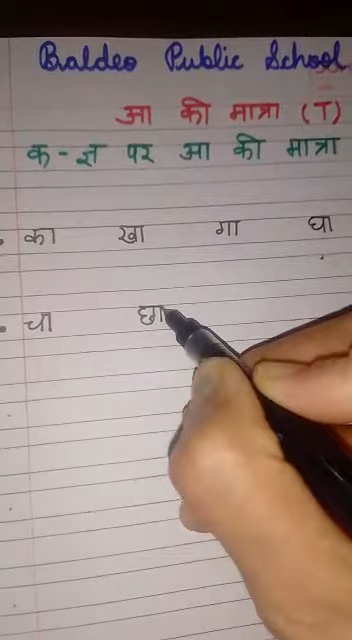 Baldeo Public School
आ की मात्रा (ा)
क - ज्ञ पर आ की मात्रा
का खा गा घा
चा छा